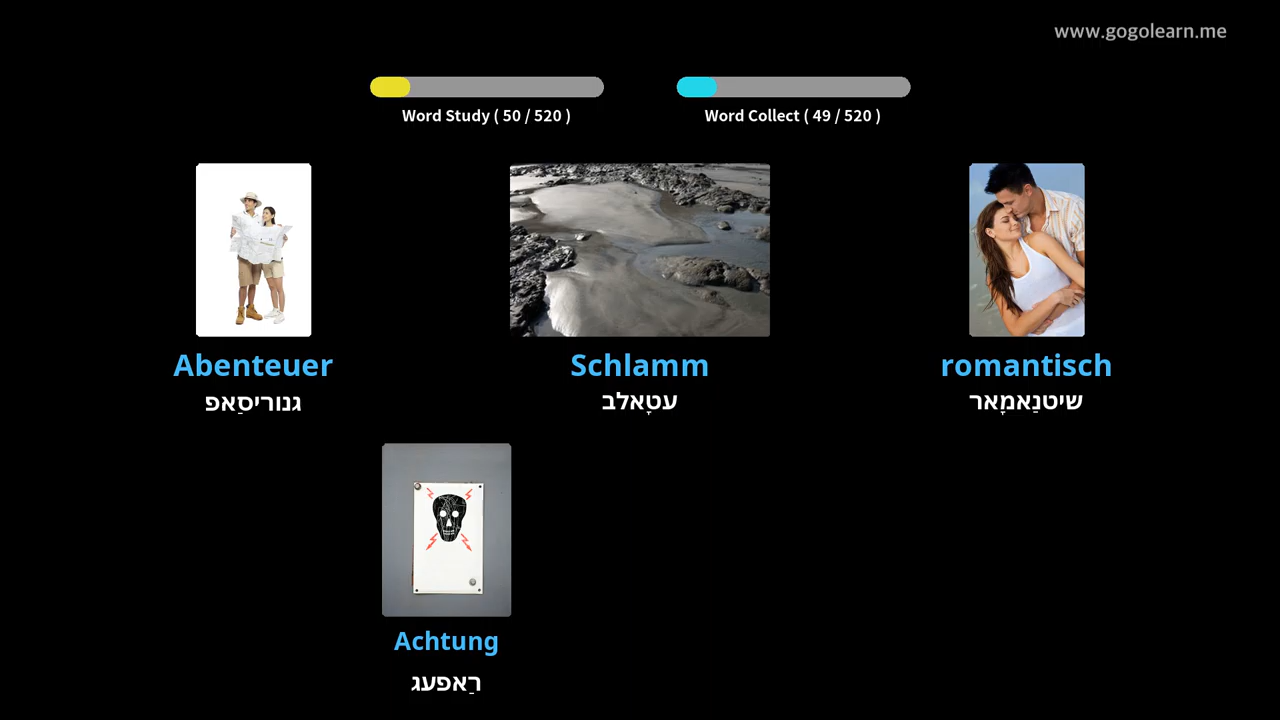 www.gogolearn.me
Word Study ( 50 / 520 )
Word Collect ( 49 / 520 )
Abenteuer
גנוריסַאפ
Schlamm
עטָאלב
romantisch
שיטנַאמָאר
Achtung
רַאפעג